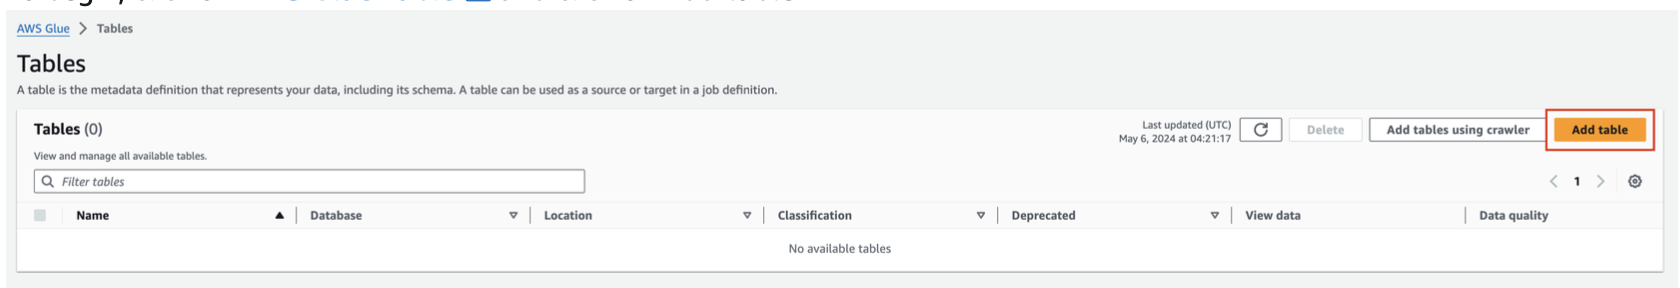 AWS Glue > Tables
Tables
A table is the metadata definition that represents your data, including its schema. A table can be used as a source or target in a job definition.
Tables (0)
Last updated (UTC)
May 6, 2024 at 04:21:17
Delete
Add tables using crawler
Add table
View and manage all available tables.
Filter tables
1
Name Database Location Classification Deprecated View data Data quality
No available tables